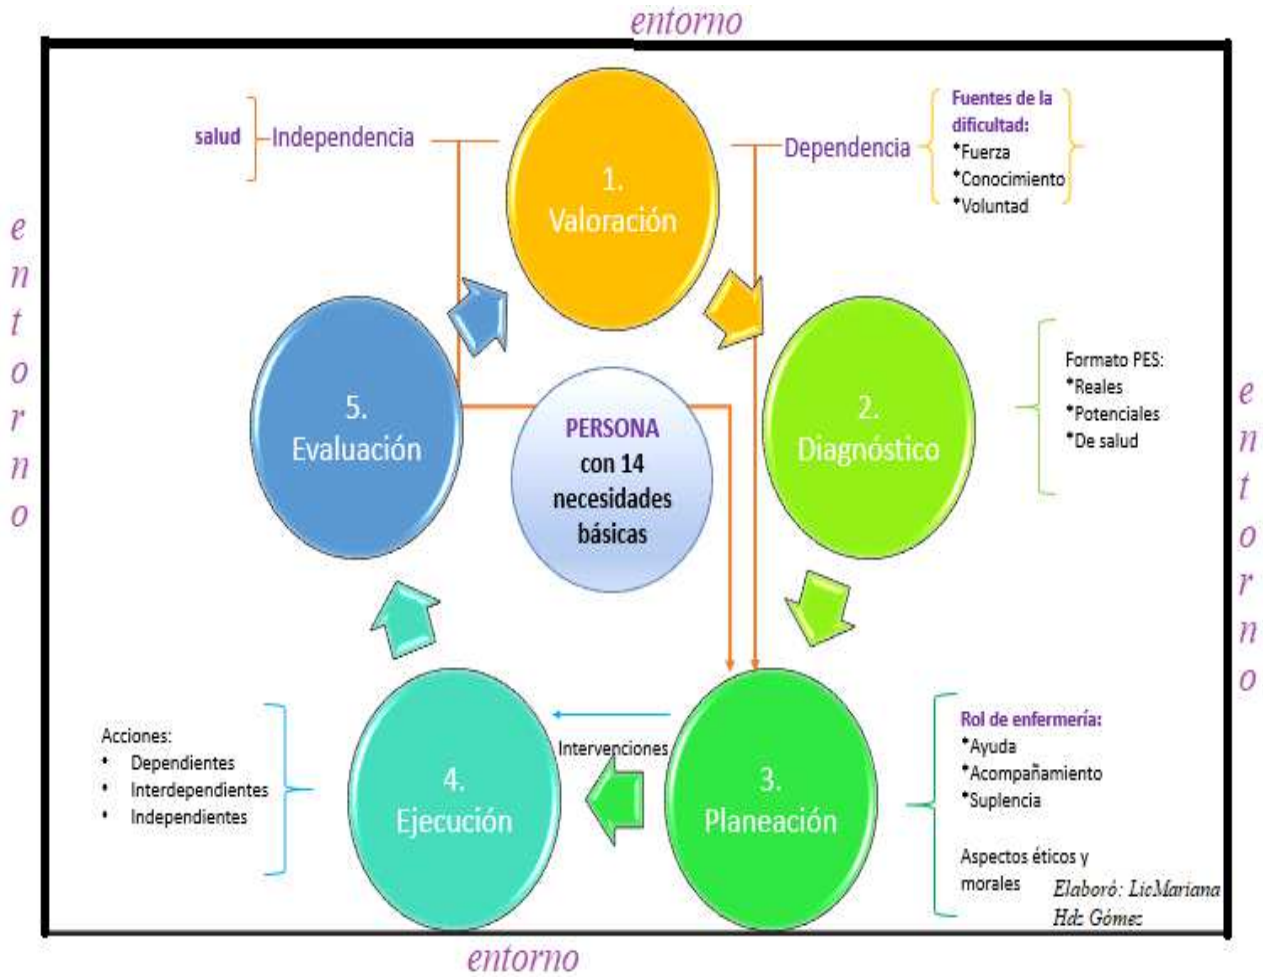 entorno
salud
Independencia
1.
Valoración
Dependencia
Fuentes de la
dificultad:
*Fuerza
*Conocimiento
*Voluntad
e
n
t
o
r
n
o
5.
Evaluación
PERSONA
con 14
necesidades
básicas
2.
Diagnóstico
Formato PES:
*Reales
*Potenciales
*De salud
e
n
t
o
r
n
o
Acciones:
• Dependientes
• Interdependientes
• Independientes
4.
Ejecución
Intervenciones
3.
Planeación
Rol de enfermería:
*Ayuda
*Acompañamiento
*Suplencia
Aspectos éticos y
morales
Elaboró: LicMariana
Hdz Gómez
entorno